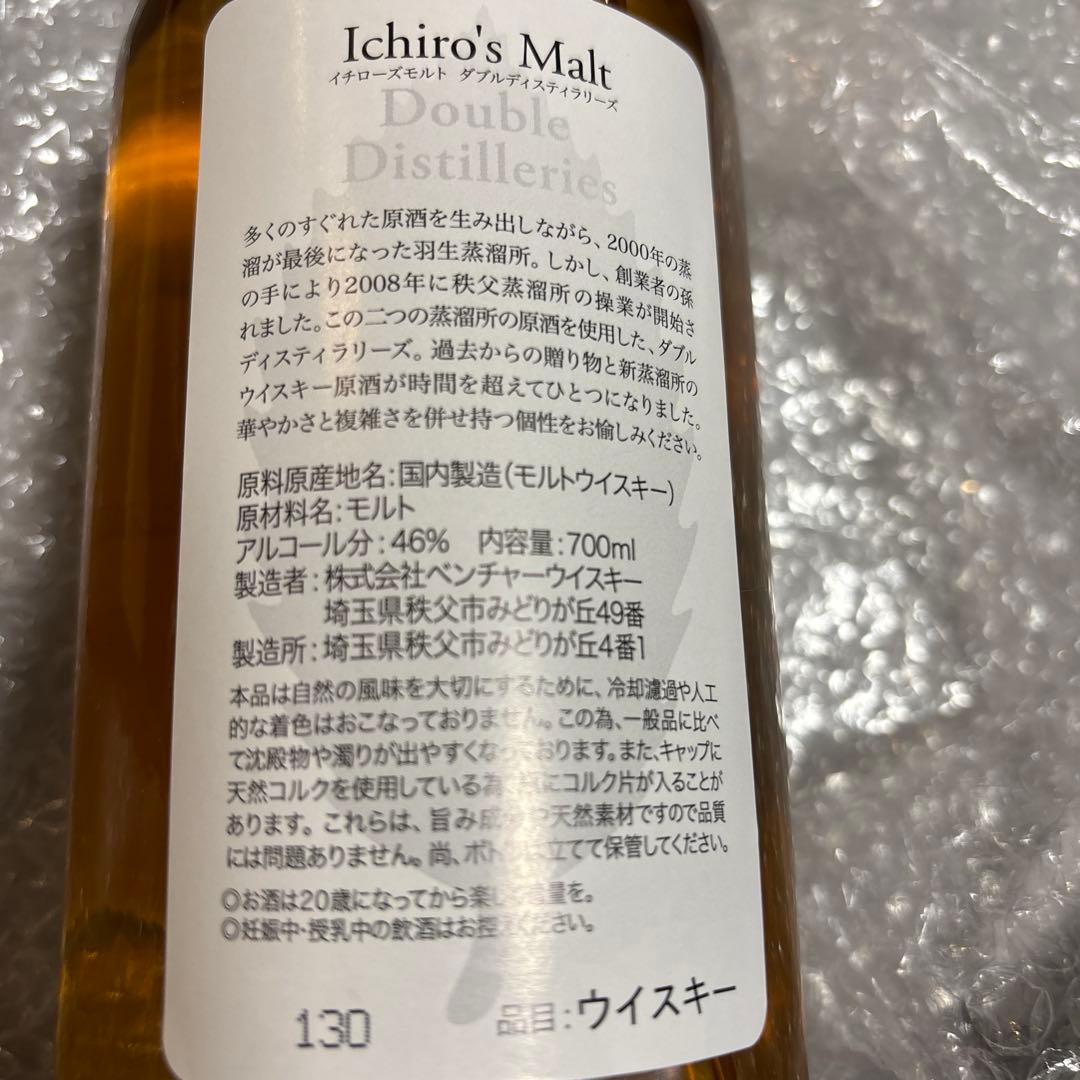 Ichiro's Malt
イチローズモルト ダブルディスティラリーズ
Double
Distilleries
多くのすぐれた原酒を生み出しながら、2000年の蒸
溜が最後になった羽生蒸溜所。しかし、創業者の孫
の手により2008年に秩父蒸溜所の操業が開始さ
れました。この二つの蒸溜所の原酒を使用した、ダブル
ディスティラリーズ。過去からの贈り物と新蒸溜所の
ウイスキー原酒が時間を超えてひとつになりました。
華やかさと複雑さを併せ持つ個性をお愉しみください。
原料原産地名:国内製造(モルトウイスキー)
原材料名:モルト
アルコール分:46% 内容量:700ml
製造者:株式会社ベンチャーウイスキー
埼玉県秩父市みどりが丘49番
製造所:埼玉県秩父市みどりが丘4番1
本品は自然の風味を大切にするために、冷却濾過や人工
的な着色はおこなっておりません。この為、一般品に比べ
て沈殿物や濁りが出やすくなっております。また、キャップに
天然コルクを使用している為、にコルク片が入ることが
あります。これらは、旨み成分や天然素材ですので品質
には問題ありません。尚、ボトルは立てて保管してください。
◎お酒は20歳になってから楽しく適量を。
◎妊娠中・授乳中の飲酒はお控えください。
130 品目:ウイスキー